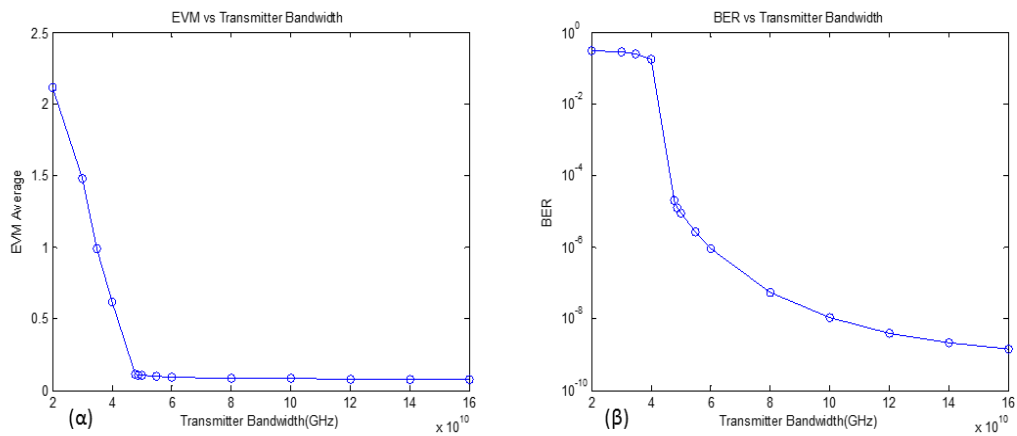 EVM vs Transmitter Bandwidth
2.5
2
1.5
1
0.5
0
EVM Average
2 4 6 8 10 12 14 16
(α) Transmitter Bandwidth(GHz)
x 10^10
BER vs Transmitter Bandwidth
10^0
10^-2
10^-4
10^-6
10^-8
10^-10
BER
2 4 6 8 10 12 14 16
(β) Transmitter Bandwidth(GHz)
x 10^10